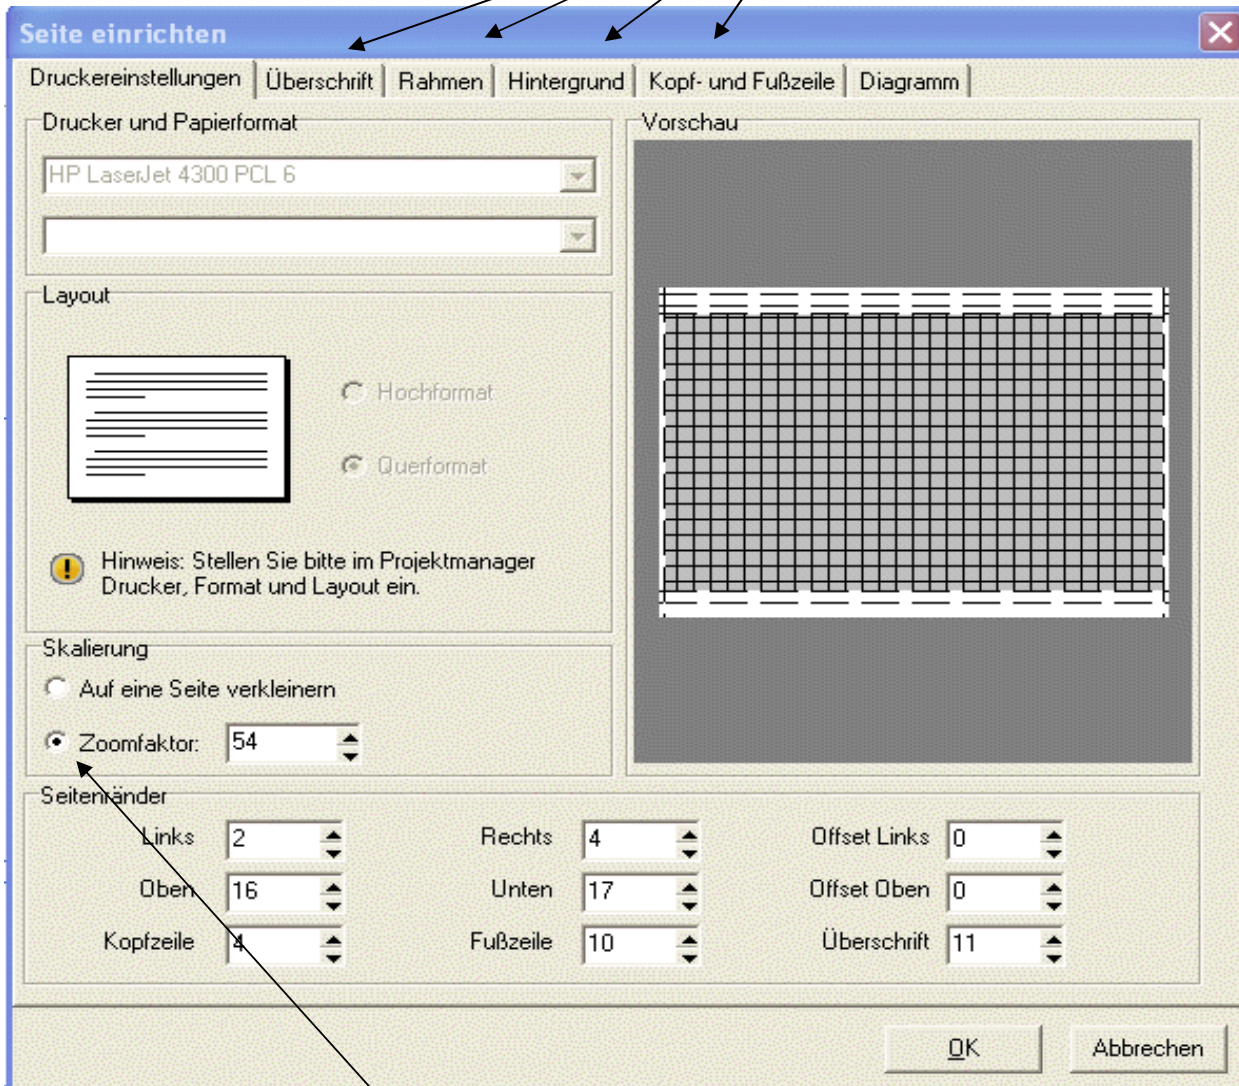 Seite einrichten
Druckereinstellungen Überschrift Rahmen Hintergrund Kopf- und Fußzeile Diagramm
Drucker und Papierformat
HP LaserJet 4300 PCL 6
Vorschau
Layout
Hochformat
Querformat
Hinweis: Stellen Sie bitte im Projektmanager
Drucker, Format und Layout ein.
Skalierung
Auf eine Seite verkleinern
Zoomfaktor: 54
Seitenränder
Links 2 Rechts 4 Offset Links 0
Oben 16 Unten 17 Offset Oben 0
Kopfzeile 4 Fußzeile 10 Überschrift 11
OK Abbrechen